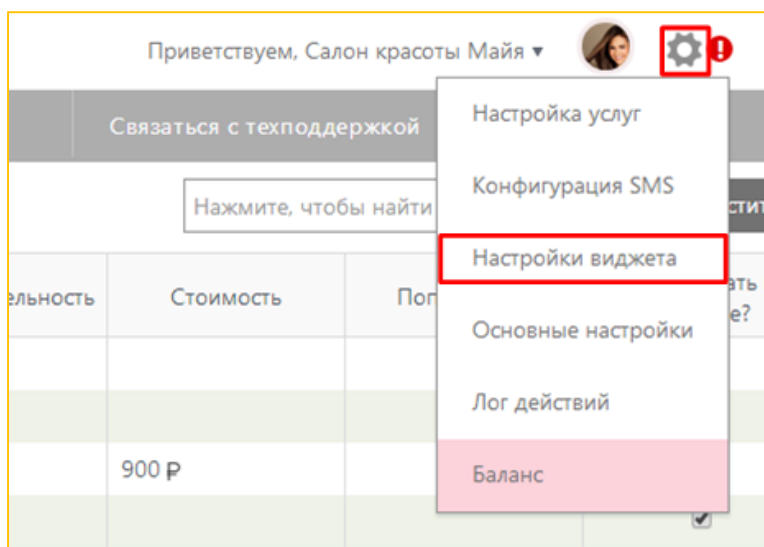 Приветствуем, Салон красоты Майя ▾
Связаться с техподдержкой
Настройка услуг
Нажмите, чтобы найти
Конфигурация SMS
Настройки виджета
Стоимость
е?
Основные настройки
Лог действий
900 ₽
Баланс